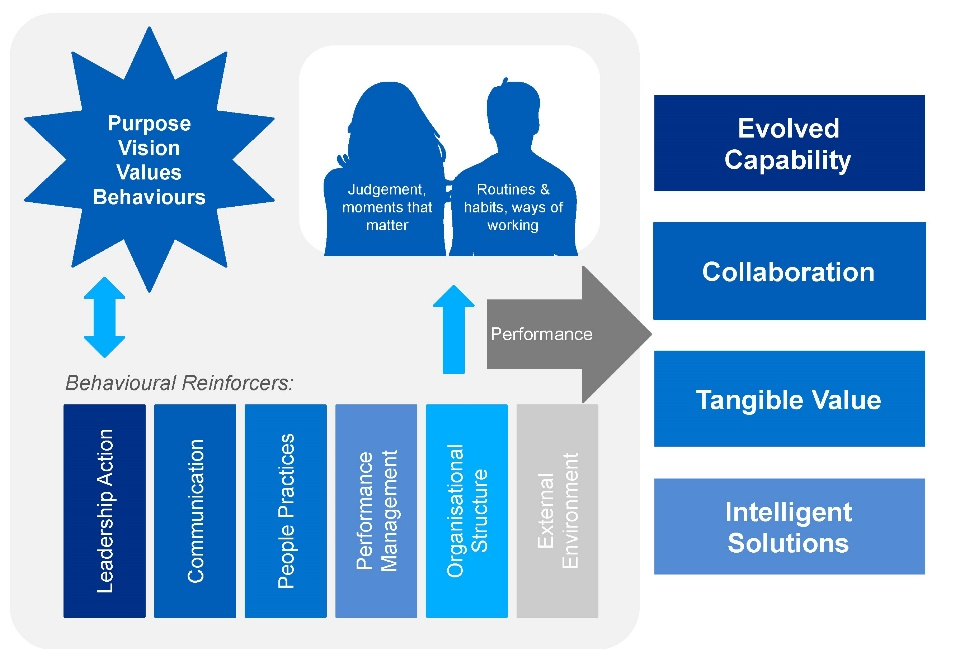 Purpose
Vision
Values
Behaviours
Judgement,
moments that
matter
Routines &
habits, ways of
working
Performance
Behavioural Reinforcers:
Leadership Action
Communication
People Practices
Performance
Management
Organisational
Structure
External
Environment
Evolved
Capability
Collaboration
Tangible Value
Intelligent
Solutions